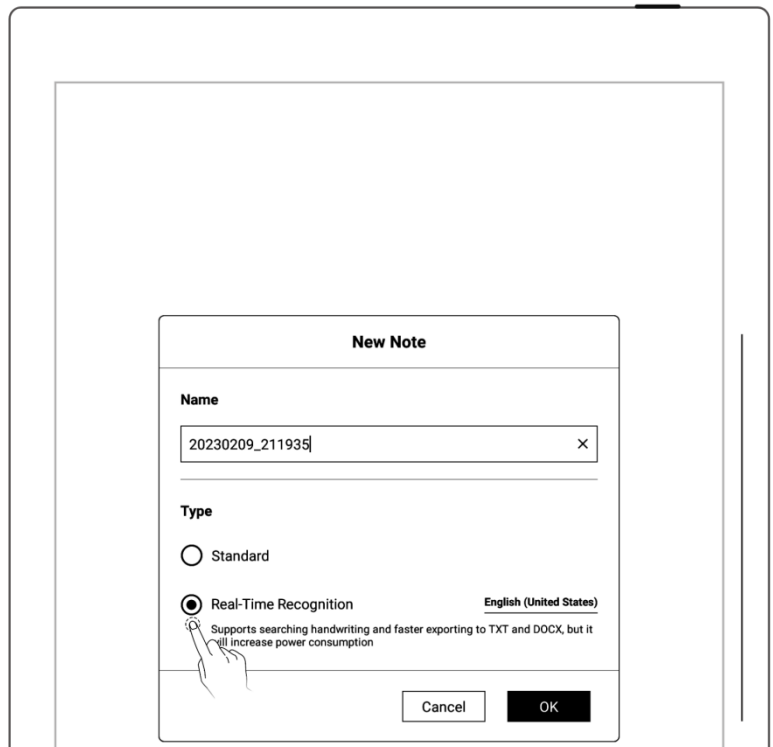 New Note
Name
20230209_211935
Type
Standard
Real-Time Recognition English (United States)
Supports searching handwriting and faster exporting to TXT and DOCX, but it
will increase power consumption
Cancel OK